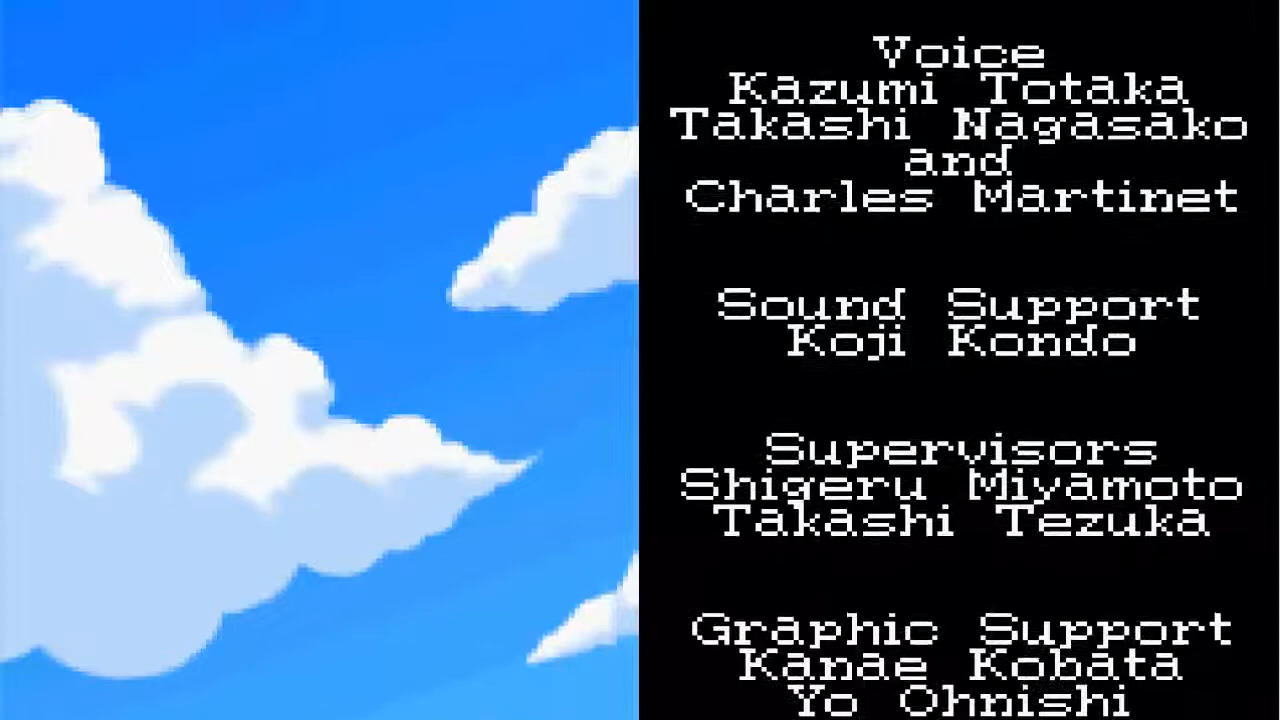 Voice
Kazumi Totaka
Takashi Nagasako
and
Charles Martinet
Sound Support
Koji Kondo
Supervisors
Shigeru Miyamoto
Takashi Tezuka
Graphic Support
Kanae Kobata
Yo Ohnishi